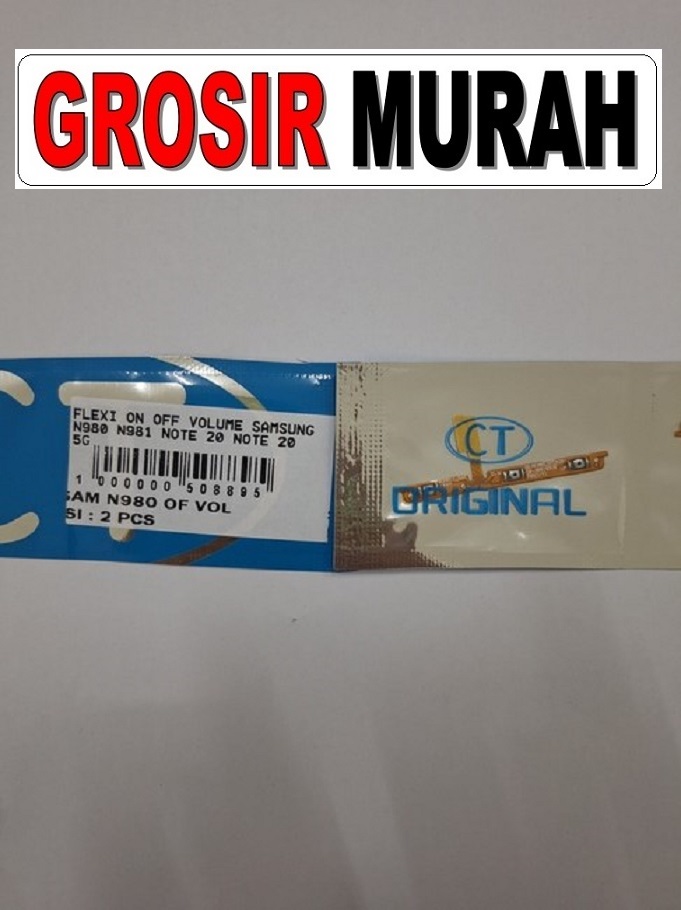 GROSIR MURAH
FLEXI ON OFF VOLUME SAMSUNG
N980 N981 NOTE 20 NOTE 20
5G
1 000000 508895
SAM N980 OF VOL
SI : 2 PCS
CT
ORIGINAL